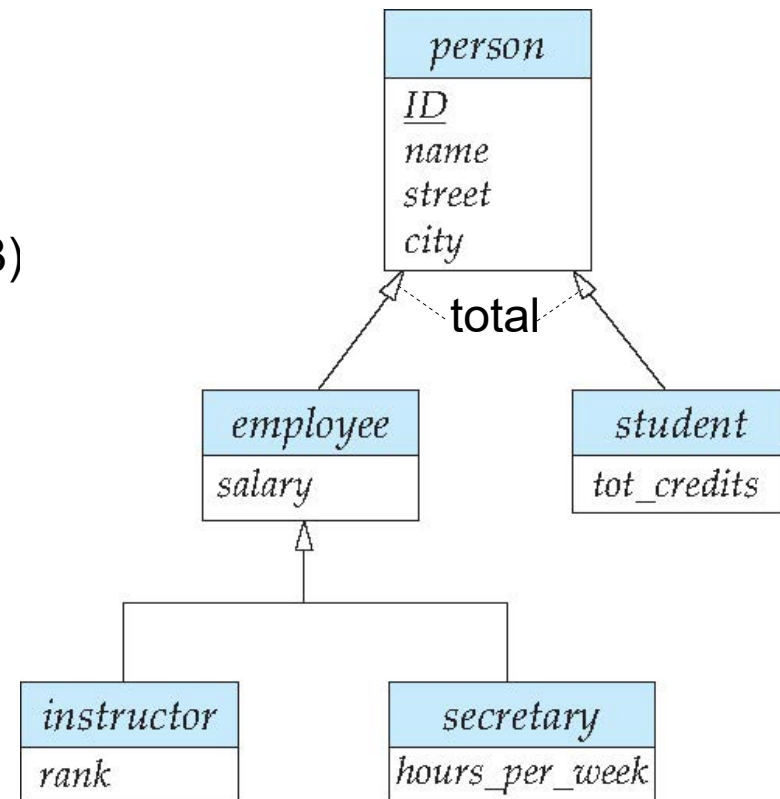 person
ID
name
street
city
)
total
employee
student
salary
tot_credits
instructor
secretary
rank
hours_per_week